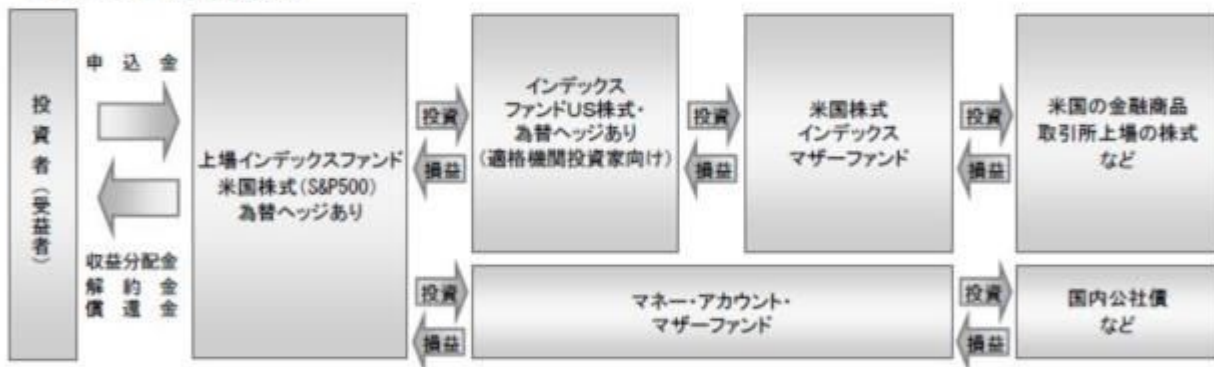 投資者(受益者)
申込金
収益分配金
解約金
償還金
上場インデックスファンド
米国株式(S&P500)
為替ヘッジあり
投資
損益
インデックス
ファンドUS株式・
為替ヘッジあり
(適格機関投資家向け)
投資
損益
米国株式
インデックス
マザーファンド
投資
損益
米国の金融商品
取引所上場の株式
など
投資
損益
マネー・アカウント・
マザーファンド
投資
損益
国内公社債
など